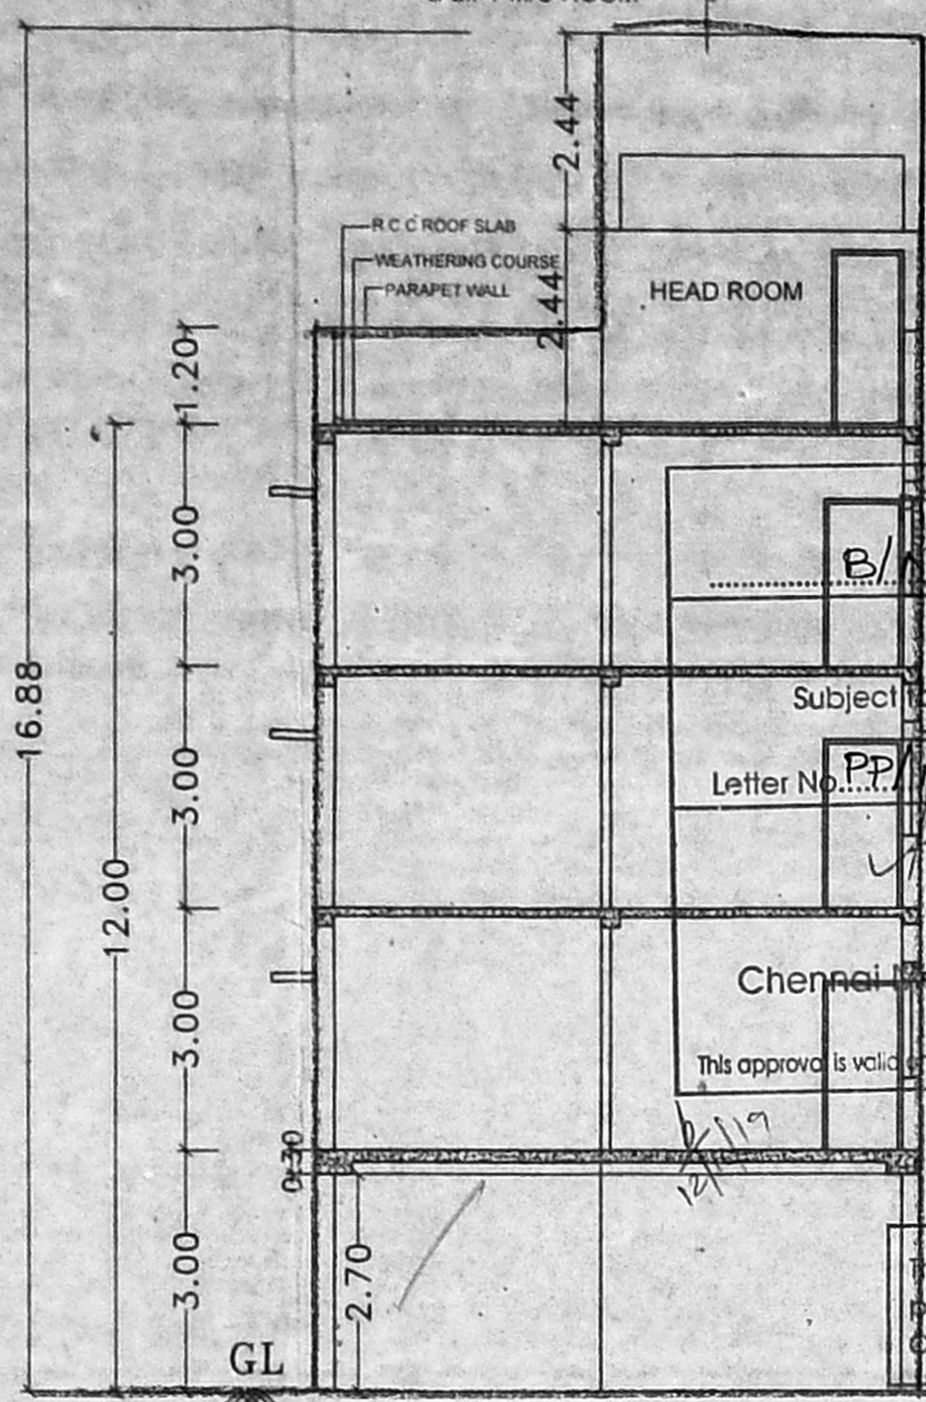 2.44
R C C ROOF SLAB
WEATHERING COURSE
PARAPET WALL
2.44
HEAD ROOM
1.20
3.00
B/
16.88
Subject
3.00
Letter No. PP/
12.00
Chennai
3.00
This approval is valid
0.30
3.00
2.70
GL